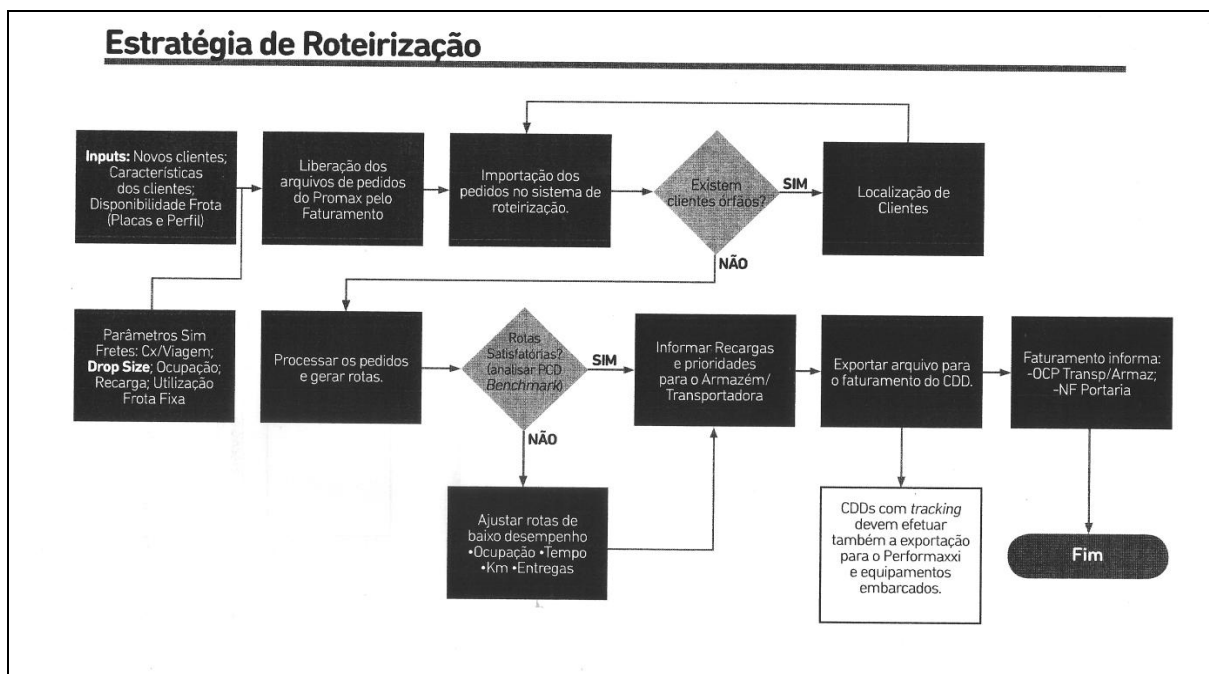 Estratégia de Roteirização
Inputs: Novos clientes;
Características
dos clientes;
Disponibilidade Frota
(Placas e Perfil)
Liberação dos
arquivos de pedidos
do Promax pelo
Faturamento
Importação dos
pedidos no sistema de
roteirização.
Existem
clientes órfãos?
SIM
Localização de
Clientes
NÃO
Parâmetros Sim
Fretes: Cx/Viagem;
Drop Size; Ocupação;
Recarga; Utilização
Frota Fixa
Processar os pedidos
e gerar rotas.
Rotas
Satisfatórias?
(analisar PCD
Benchmark)
SIM
NÃO
Informar Recargas
e prioridades
para o Armazém/
Transportadora
Exportar arquivo para
o faturamento do CDD.
Faturamento informa:
-OCP Transp/Armaz;
-NF Portaria
Ajustar rotas de
baixo desempenho
•Ocupação •Tempo
•Km •Entregas
CDDs com tracking
devem efetuar
também a exportação
para o Performaxxi
e equipamentos
embarcados.
Fim